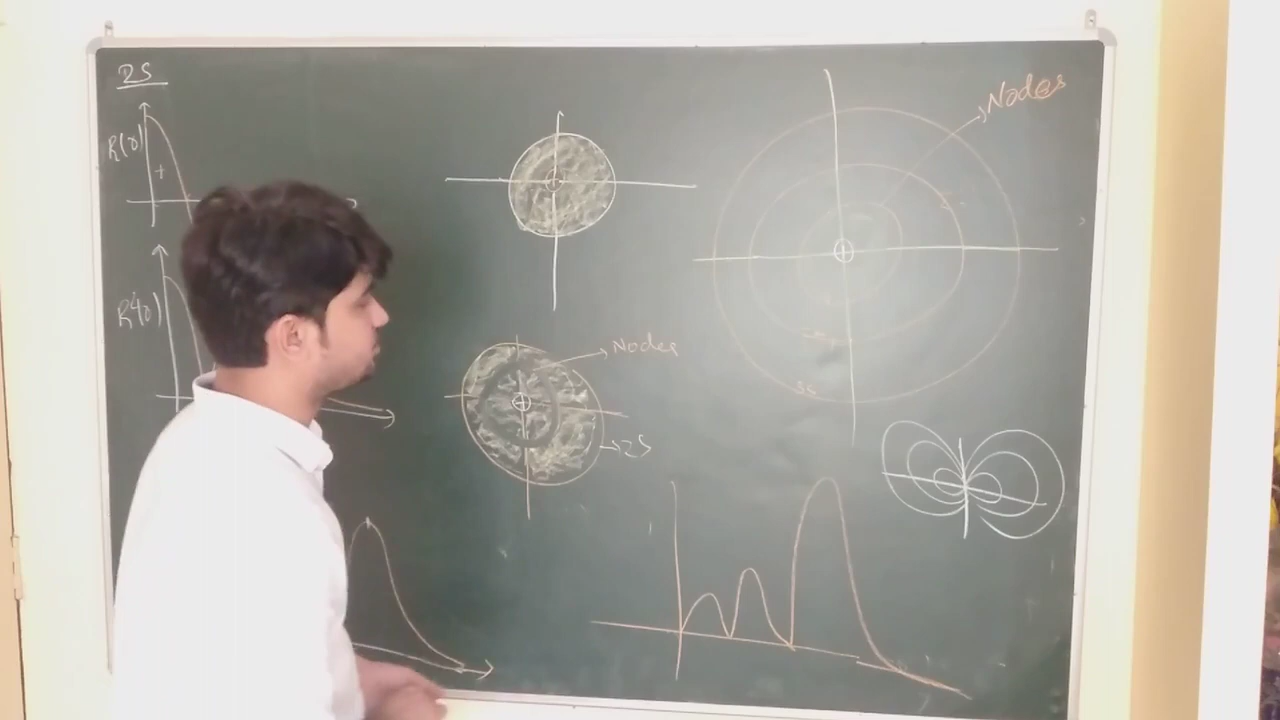 2S
R(r)
+
R²(r)
Nodes
Nodes
2S
3s